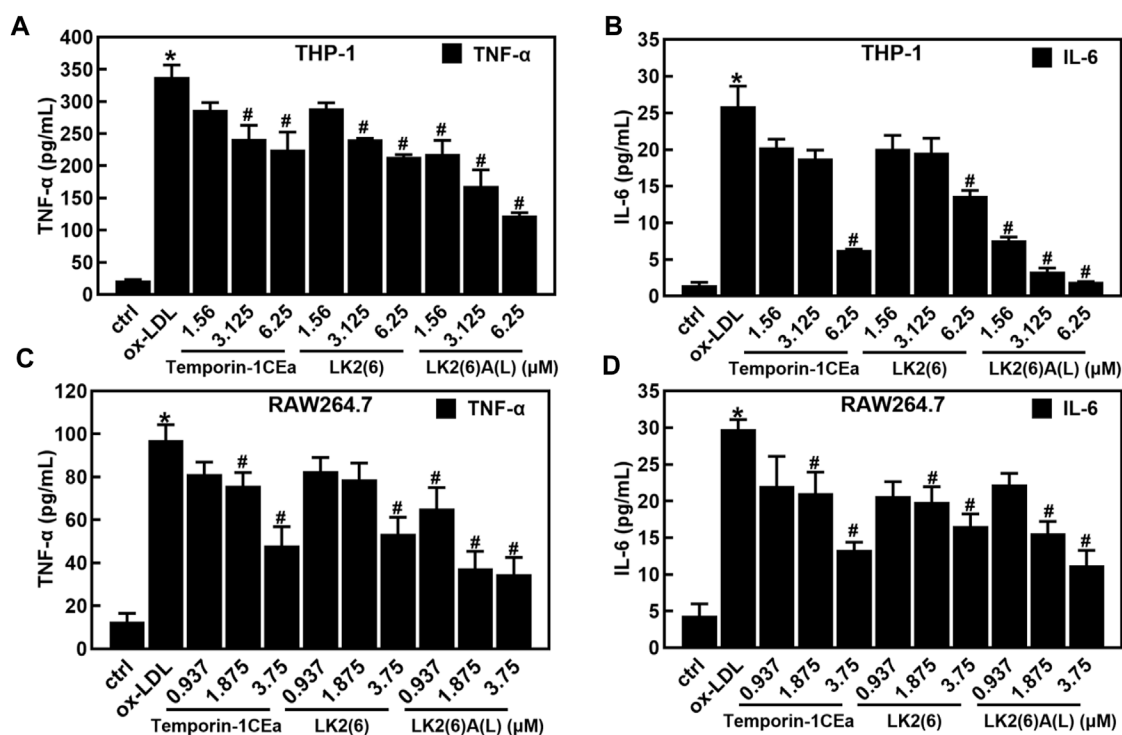 A
THP-1
TNF-α
TNF-α (pg/mL)
400
350
300
250
200
150
100
50
0
*
#
#
#
#
#
#
#
ctrl
ox-LDL
1.56
3.125
6.25
1.56
3.125
6.25
1.56
3.125
6.25
Temporin-1CEa
LK2(6)
LK2(6)A(L) (μM)
B
THP-1
IL-6
IL-6 (pg/mL)
35
30
25
20
15
10
5
0
*
#
#
#
#
#
ctrl
ox-LDL
1.56
3.125
6.25
1.56
3.125
6.25
1.56
3.125
6.25
Temporin-1CEa
LK2(6)
LK2(6)A(L) (μM)
C
RAW264.7
TNF-α
TNF-α (pg/mL)
120
100
80
60
40
20
0
*
#
#
#
#
#
#
ctrl
ox-LDL
0.937
1.875
3.75
0.937
1.875
3.75
0.937
1.875
3.75
Temporin-1CEa
LK2(6)
LK2(6)A(L) (μM)
D
RAW264.7
IL-6
IL-6 (pg/mL)
35
30
25
20
15
10
5
0
*
#
#
#
#
#
#
ctrl
ox-LDL
0.937
1.875
3.75
0.937
1.875
3.75
0.937
1.875
3.75
Temporin-1CEa
LK2(6)
LK2(6)A(L) (μM)